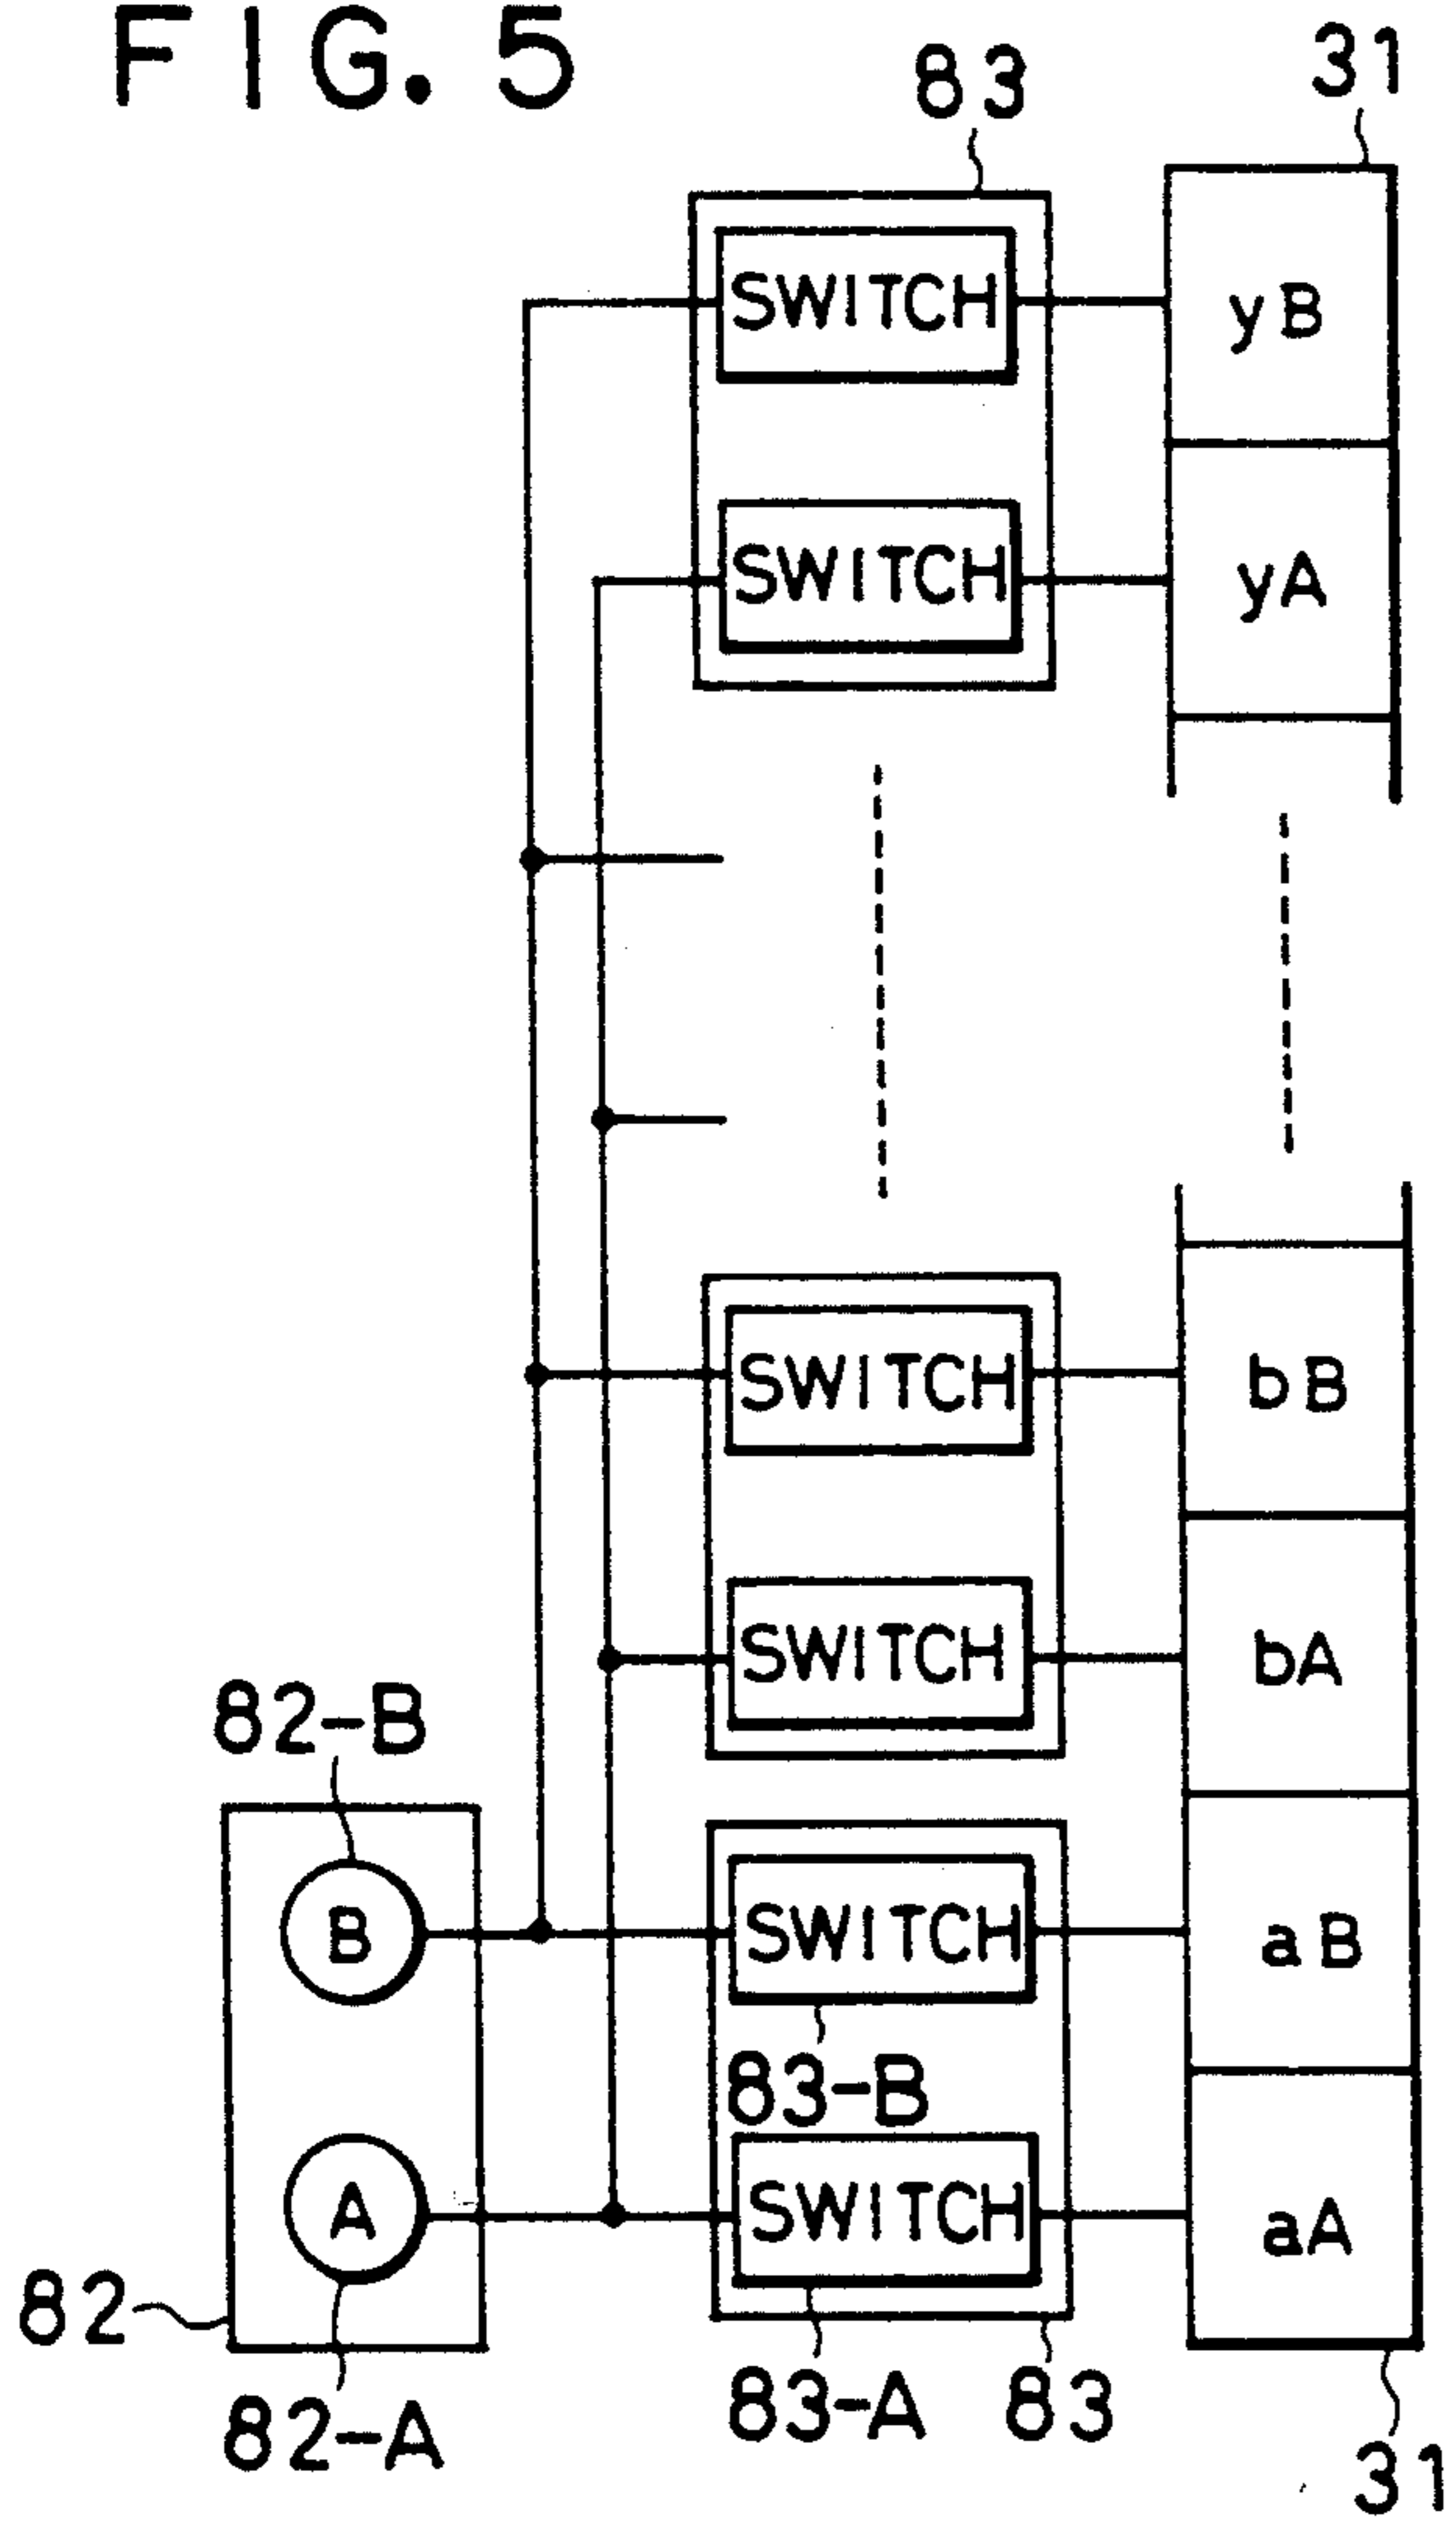 FIG. 5
83
31
SWITCH
yB
SWITCH
yA
SWITCH
bB
SWITCH
bA
82-B
B
SWITCH
aB
83-B
A
SWITCH
aA
82
82-A
83-A
83
31